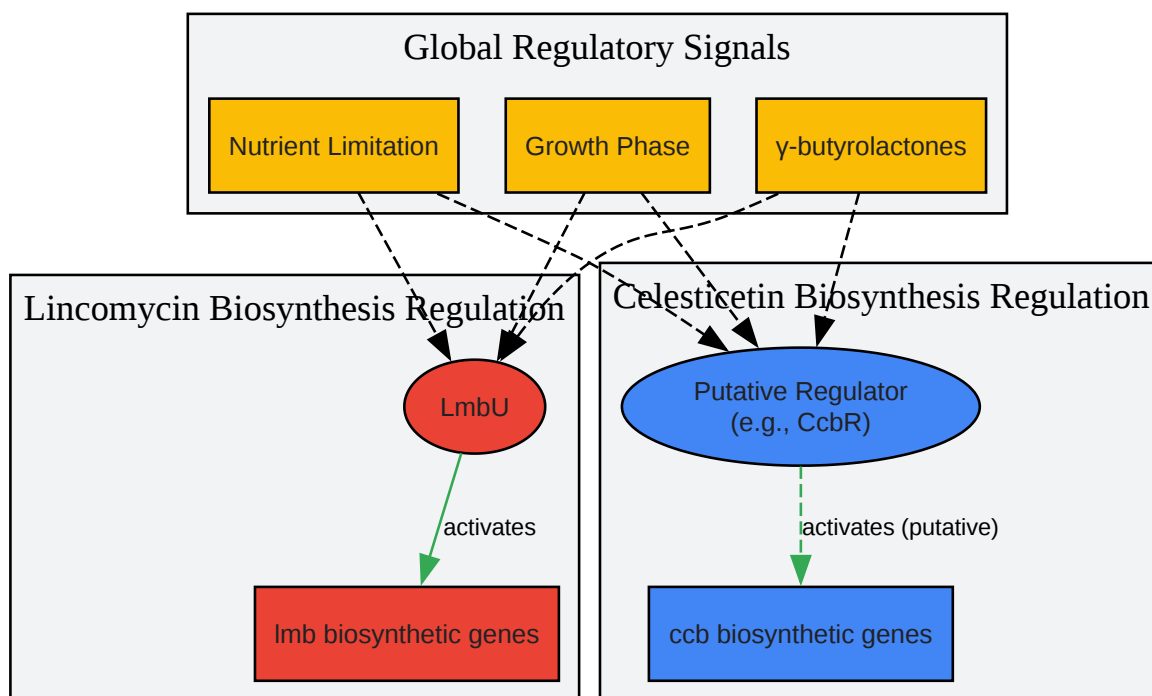 Global Regulatory Signals
Nutrient Limitation
Growth Phase
γ-butyrolactones
Lincomycin Biosynthesis Regulation
Celesticetin Biosynthesis Regulation
LmbU
Putative Regulator
(e.g., CcbR)
activates
activates (putative)
lmb biosynthetic genes
ccb biosynthetic genes